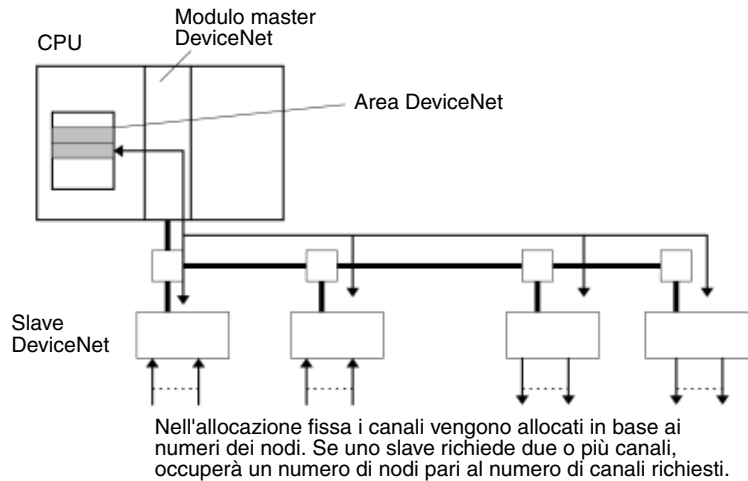 Modulo master
DeviceNet
CPU
Area DeviceNet
Slave
DeviceNet
Nell'allocazione fissa i canali vengono allocati in base ai
numeri dei nodi. Se uno slave richiede due o più canali,
occuperà un numero di nodi pari al numero di canali richiesti.